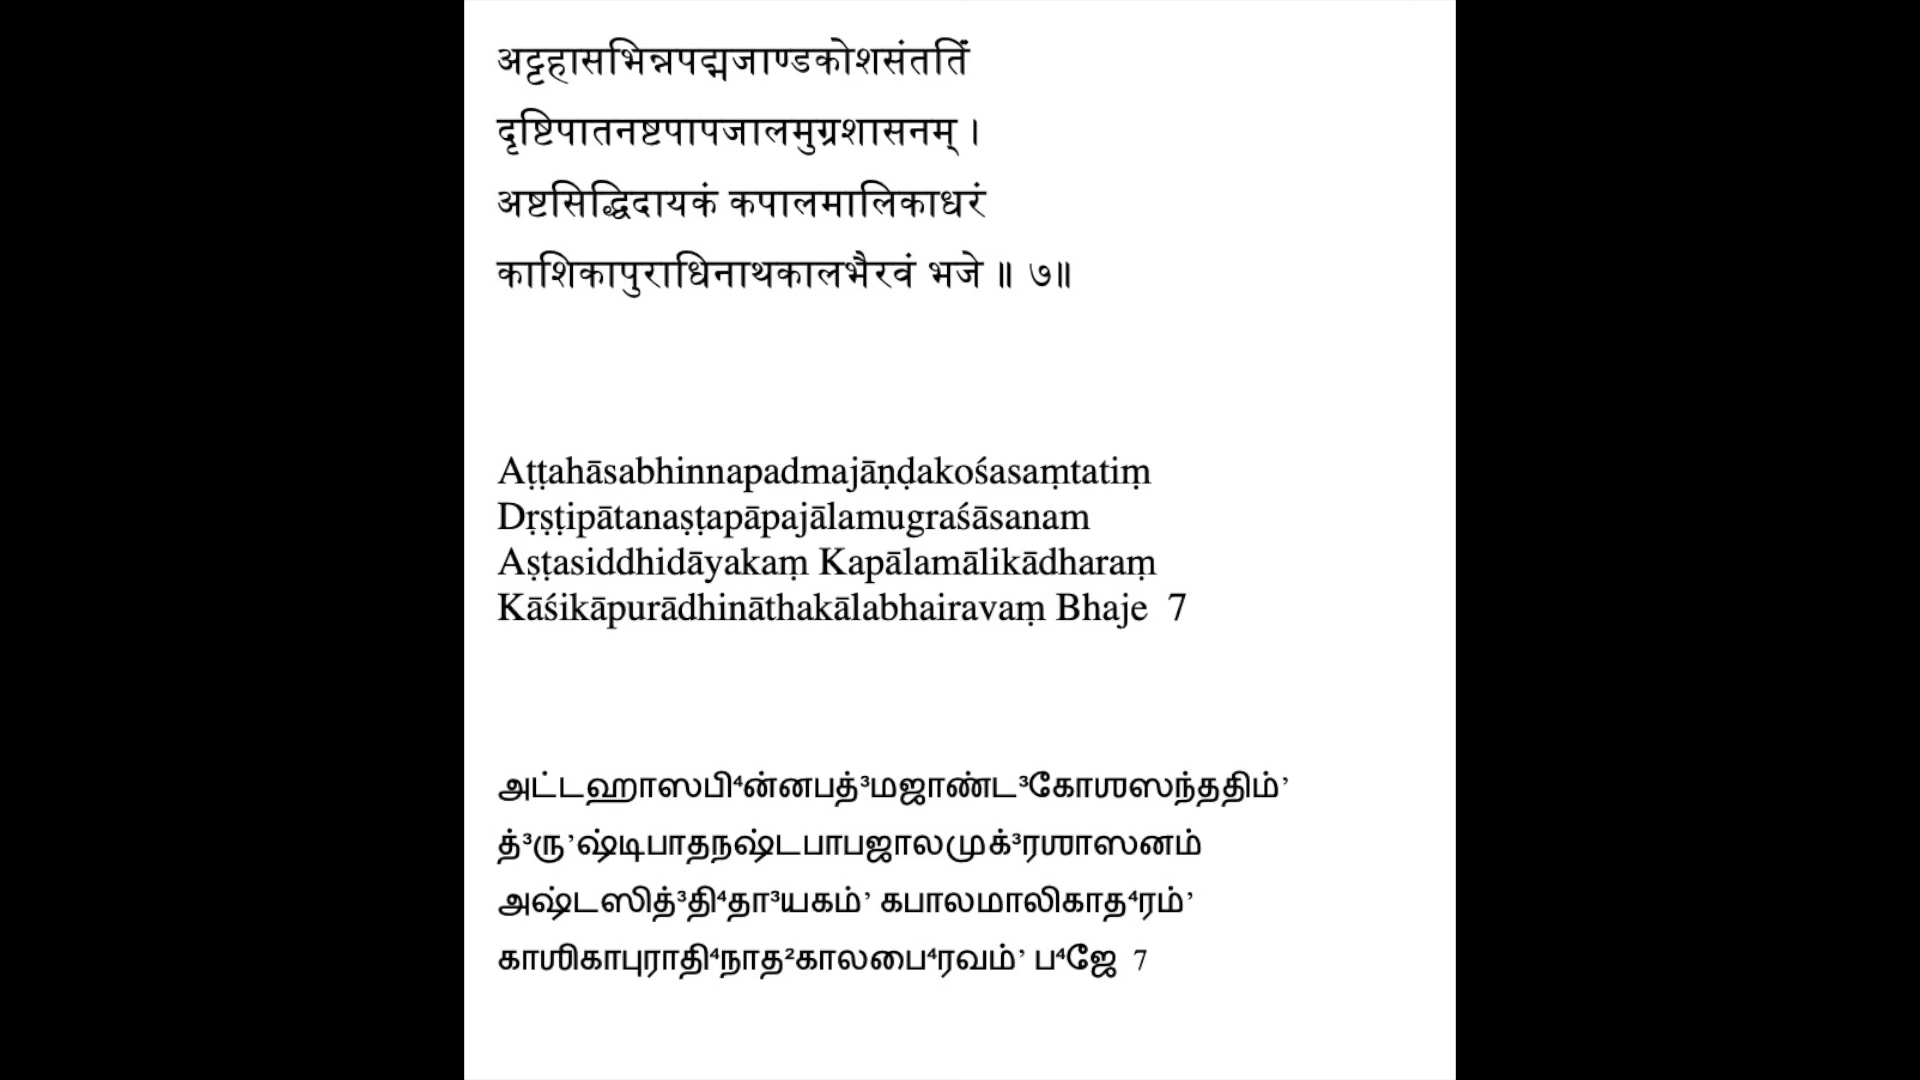 अट्टहासभिन्नपद्मजाण्डकोशसंततिं
दृष्टिपातनष्टपापजालमुग्रशासनम् ।
अष्टसिद्धिदायकं कपालमालिकाधरं
काशिकापुराधिनाथकालभैरवं भजे ॥ ७॥
Aṭṭahāsabhinnapadmajāṇḍakośasaṃtatiṃ
Dṛṣṭipātanaṣṭapāpajālamugraśāsanam
Aṣṭasiddhidāyakaṃ Kapālamālikādharaṃ
Kāśikāpurādhināthakālabhairavaṃ Bhaje 7
அட்டஹாஸபி⁴ன்னபத்³மஜாண்ட³கோஶஸந்ததிம்’
த்³ரு’ஷ்டிபாதநஷ்டபாபஜாலமுக்³ரஶாஸனம்
அஷ்டஸித்³தி⁴தா³யகம்’ கபாலமாலிகாத⁴ரம்’
காஶிகாபுராதி⁴நாத²காலபை⁴ரவம்’ ப⁴ஜே 7